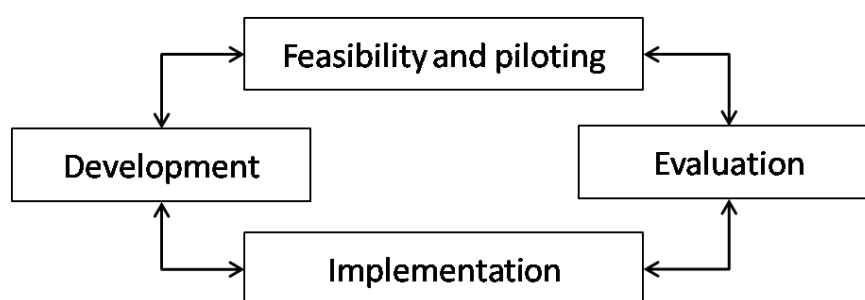 Feasibility and piloting
Development
Evaluation
Implementation